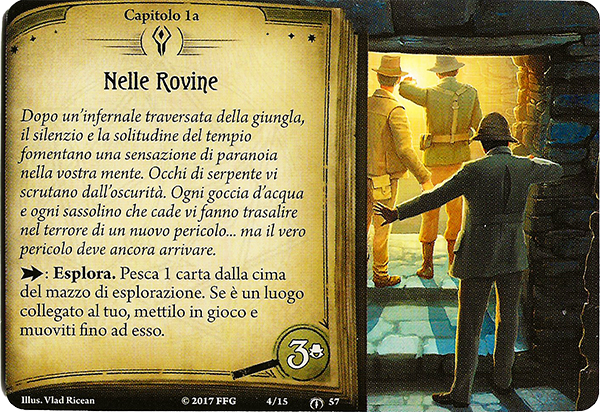 Capitolo 1a
Nelle Rovine
Dopo un'infernale traversata della giungla,
il silenzio e la solitudine del tempio
fomentano una sensazione di paranoia
nella vostra mente. Occhi di serpente vi
scrutano dall'oscurità. Ogni goccia d'acqua
e ogni sassolino che cade vi fanno trasalire
nel terrore di un nuovo pericolo... ma il vero
pericolo deve ancora arrivare.
: Esplora. Pesca 1 carta dalla cima
del mazzo di esplorazione. Se è un luogo
collegato al tuo, mettilo in gioco e
muoviti fino ad esso.
3
Illus. Vlad Ricean © 2017 FFG 4/15 57